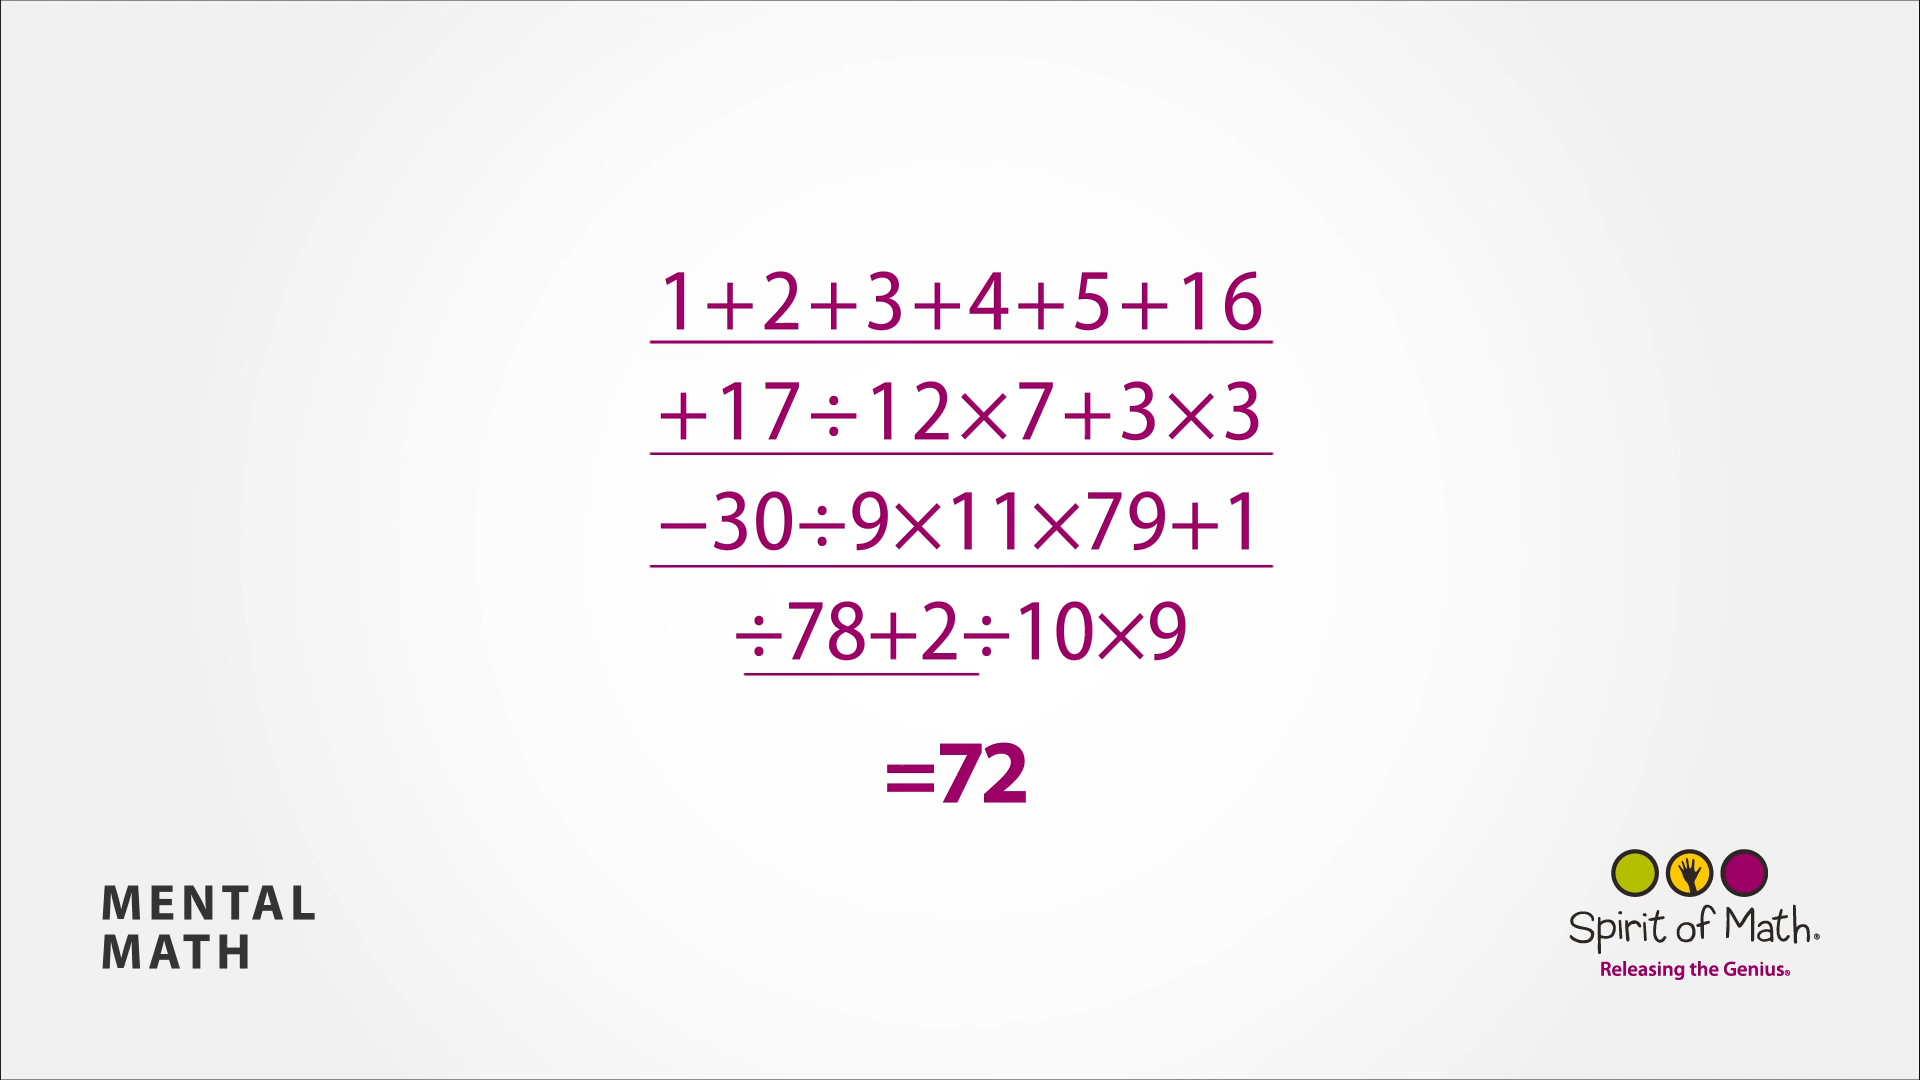 1+2+3+4+5+16
+17÷12×7+3×3
−30÷9×11×79+1
÷78+2÷10×9
=72
MENTAL
MATH
Spirit of Math®
Releasing the Genius®